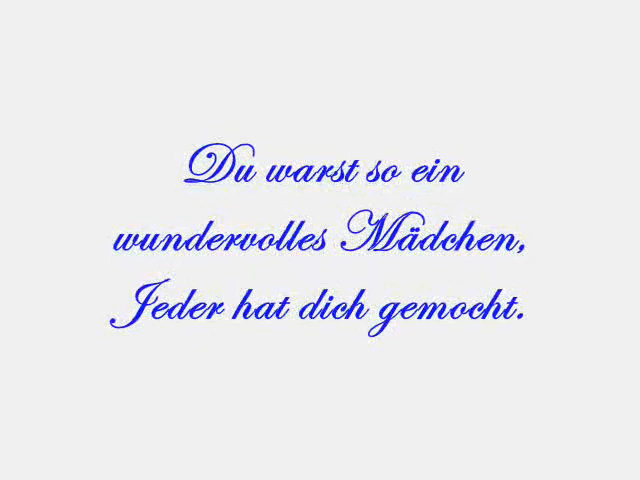 Du warst so ein
wundervolles Mädchen,
Jeder hat dich gemocht.